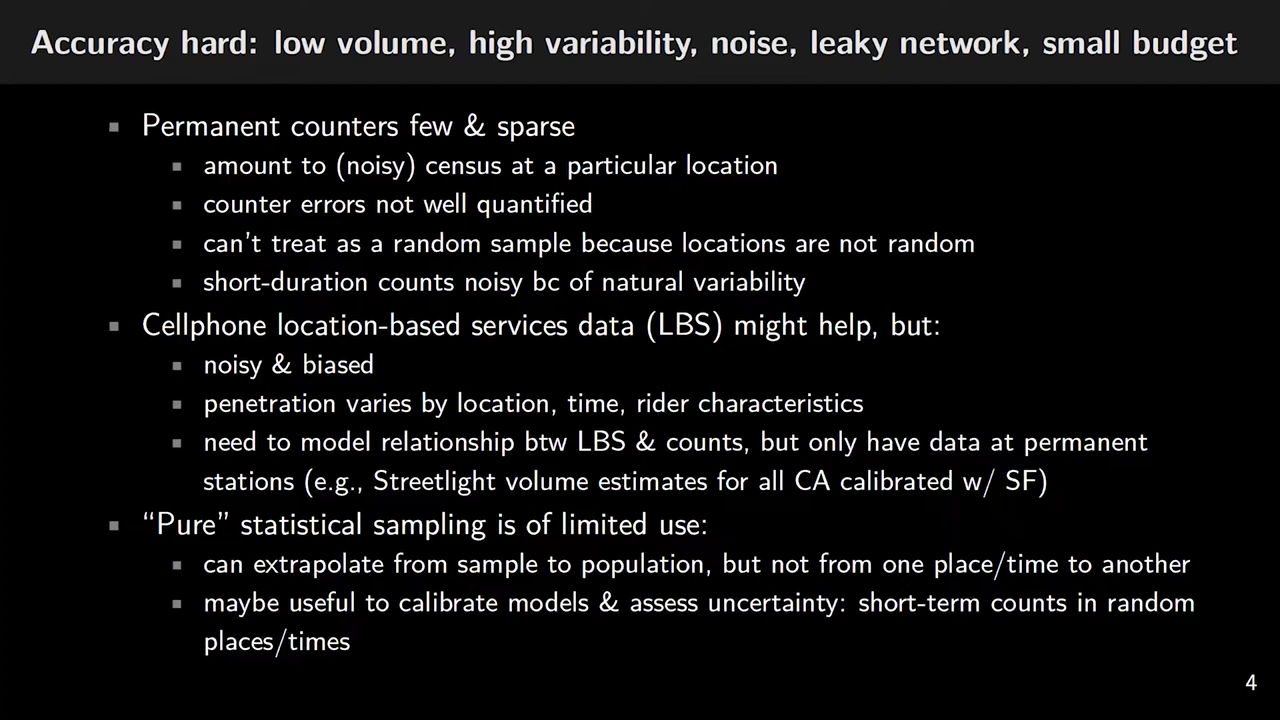 Accuracy hard: low volume, high variability, noise, leaky network, small budget
Permanent counters few & sparse
amount to (noisy) census at a particular location
counter errors not well quantified
can't treat as a random sample because locations are not random
short-duration counts noisy bc of natural variability
Cellphone location-based services data (LBS) might help, but:
noisy & biased
penetration varies by location, time, rider characteristics
need to model relationship btw LBS & counts, but only have data at permanent
stations (e.g., Streetlight volume estimates for all CA calibrated w/ SF)
“Pure” statistical sampling is of limited use:
can extrapolate from sample to population, but not from one place/time to another
maybe useful to calibrate models & assess uncertainty: short-term counts in random
places/times
4